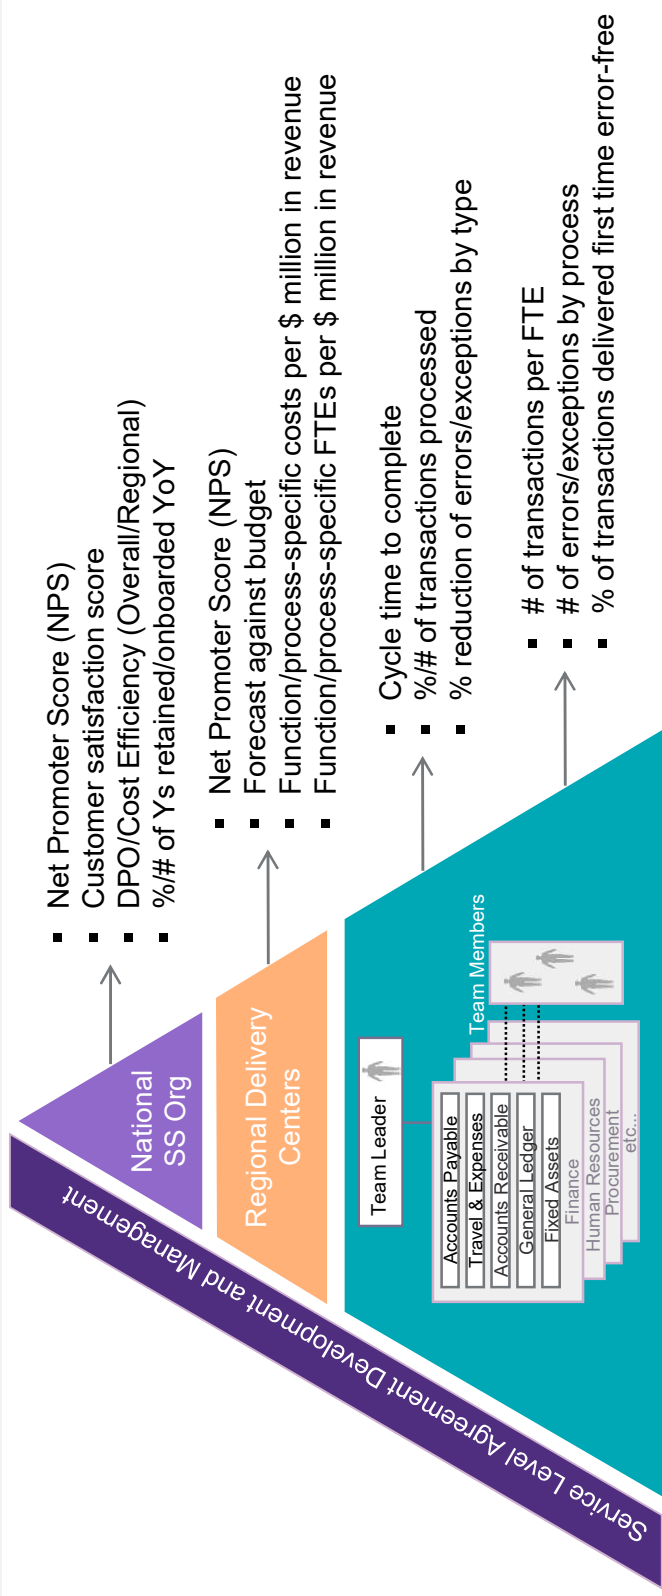 Service Level Agreement Development and Management
National
SS Org
Net Promoter Score (NPS)
Customer satisfaction score
DPO/Cost Efficiency (Overall/Regional)
%/# of Ys retained/onboarded YoY
Regional Delivery
Centers
Net Promoter Score (NPS)
Forecast against budget
Function/process-specific costs per $ million in revenue
Function/process-specific FTEs per $ million in revenue
Team Leader
Accounts Payable
Travel & Expenses
Accounts Receivable
General Ledger
Fixed Assets
Finance
Human Resources
Procurement
etc...
Team Members
Cycle time to complete
%/# of transactions processed
% reduction of errors/exceptions by type
# of transactions per FTE
# of errors/exceptions by process
% of transactions delivered first time error-free